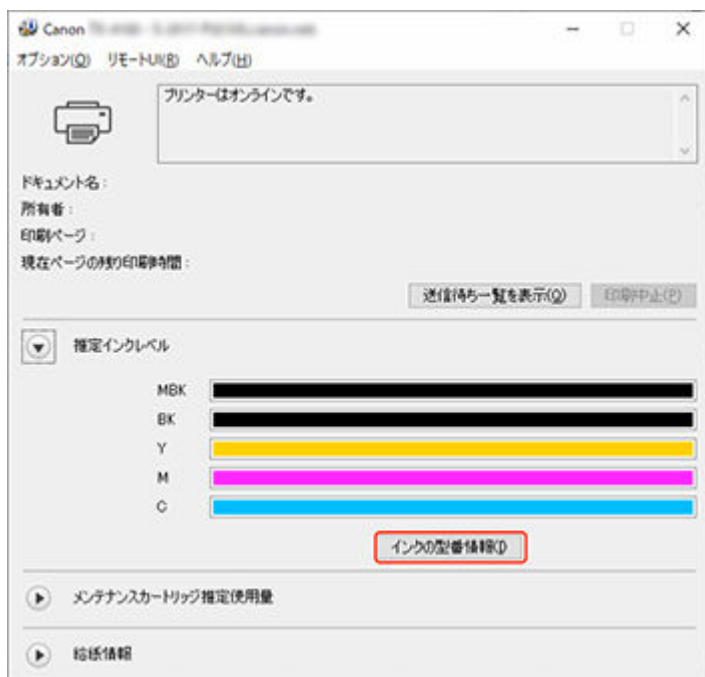 Canon
オプション(O) リモートUI(R) ヘルプ(H)
プリンターはオンラインです。
ドキュメント名 :
所有者 :
印刷ページ :
現在ページの残り印刷時間 :
送信待ち一覧を表示(Q) 印刷中止(P)
推定インクレベル
MBK
BK
Y
M
C
インクの型番情報(I)
メンテナンスカートリッジ推定使用量
給紙情報